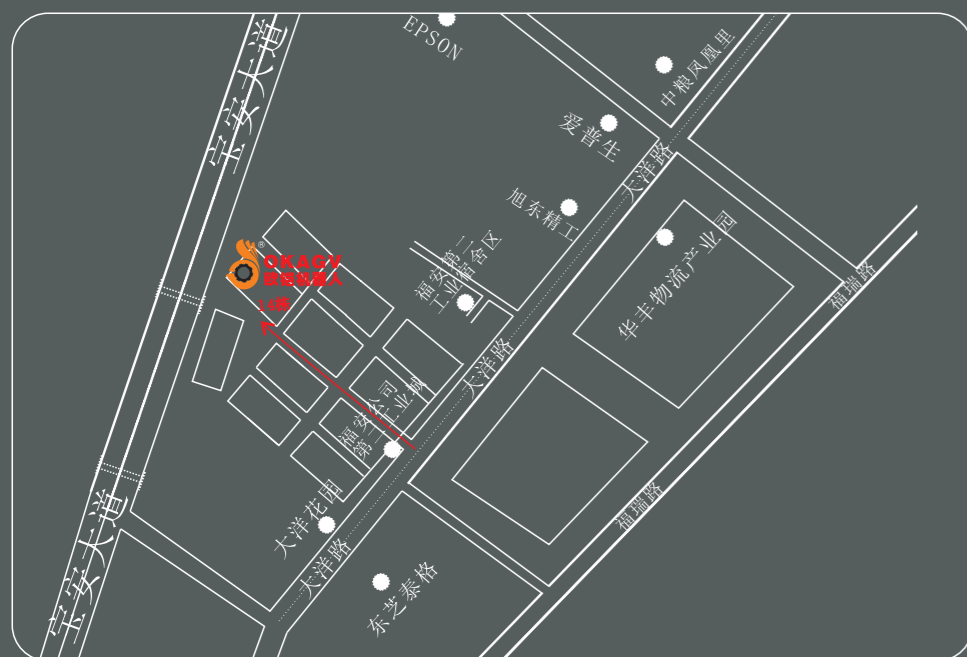 EPSON
宝安大道
中粮凤凰里
爱普生
大洋路
旭东精工
福安第二
工业宿舍区
华丰物流产业园
福瑞路
®
OKAGV
欧铠机器人
14栋
大洋路
福安公司
第二工业城
大洋花园
福瑞路
宝安大道
大洋路
东芝泰格